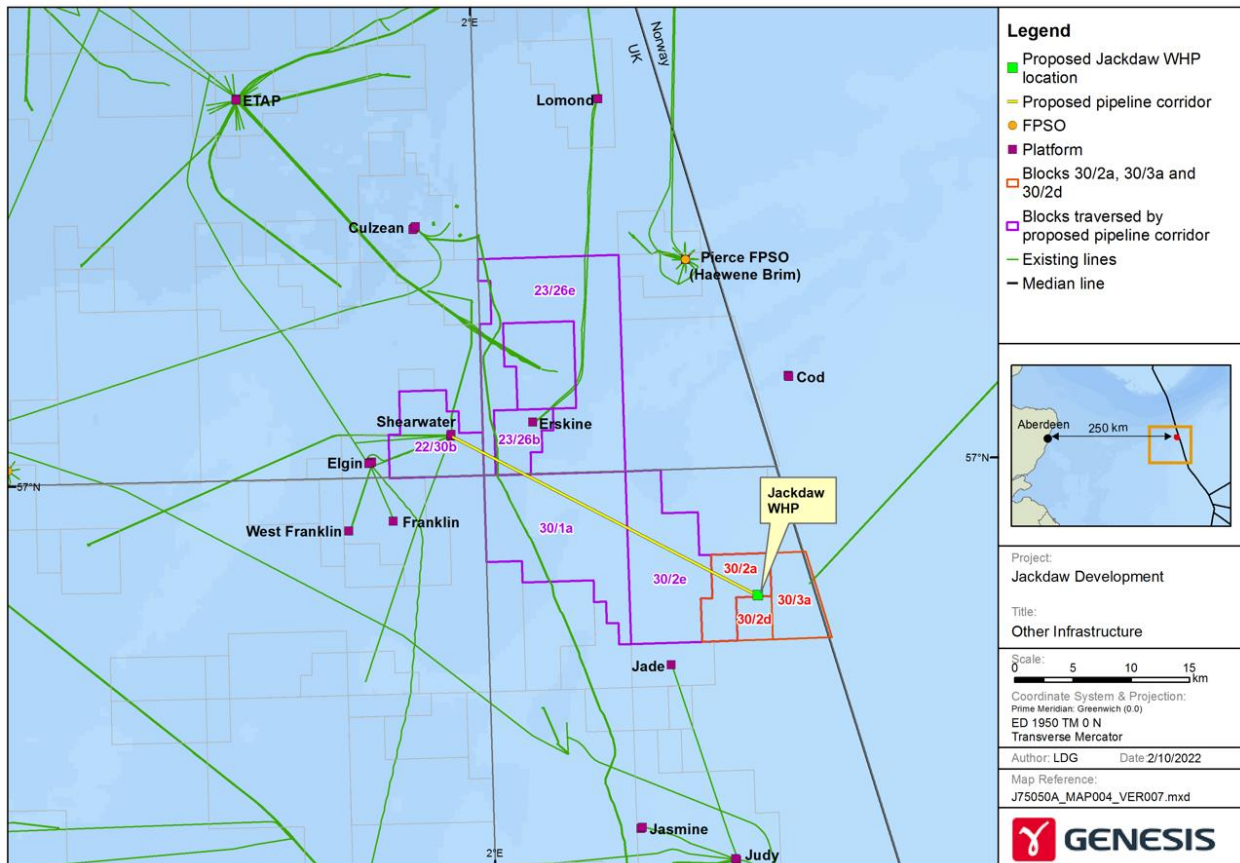 2°E
Norway
UK
ETAP
Lomond
Culzean
Pierce FPSO
(Haewene Brim)
23/26e
Cod
Shearwater
Erskine
22/30b
23/26b
Elgin
57°N
57°N
Jackdaw
WHP
West Franklin
Franklin
30/1a
30/2a
30/2e
30/3a
30/2d
Jade
Jasmine
Judy
2°E
Legend
Proposed Jackdaw WHP
location
Proposed pipeline corridor
FPSO
Platform
Blocks 30/2a, 30/3a and
30/2d
Blocks traversed by
proposed pipeline corridor
Existing lines
Median line
Aberdeen
250 km
Project:
Jackdaw Development
Title:
Other Infrastructure
Scale:
0 5 10 15
km
Coordinate System & Projection:
Prime Meridian: Greenwich (0.0)
ED 1950 TM 0 N
Transverse Mercator
Author: LDG Date:2/10/2022
Map Reference:
J75050A_MAP004_VER007.mxd
GENESIS